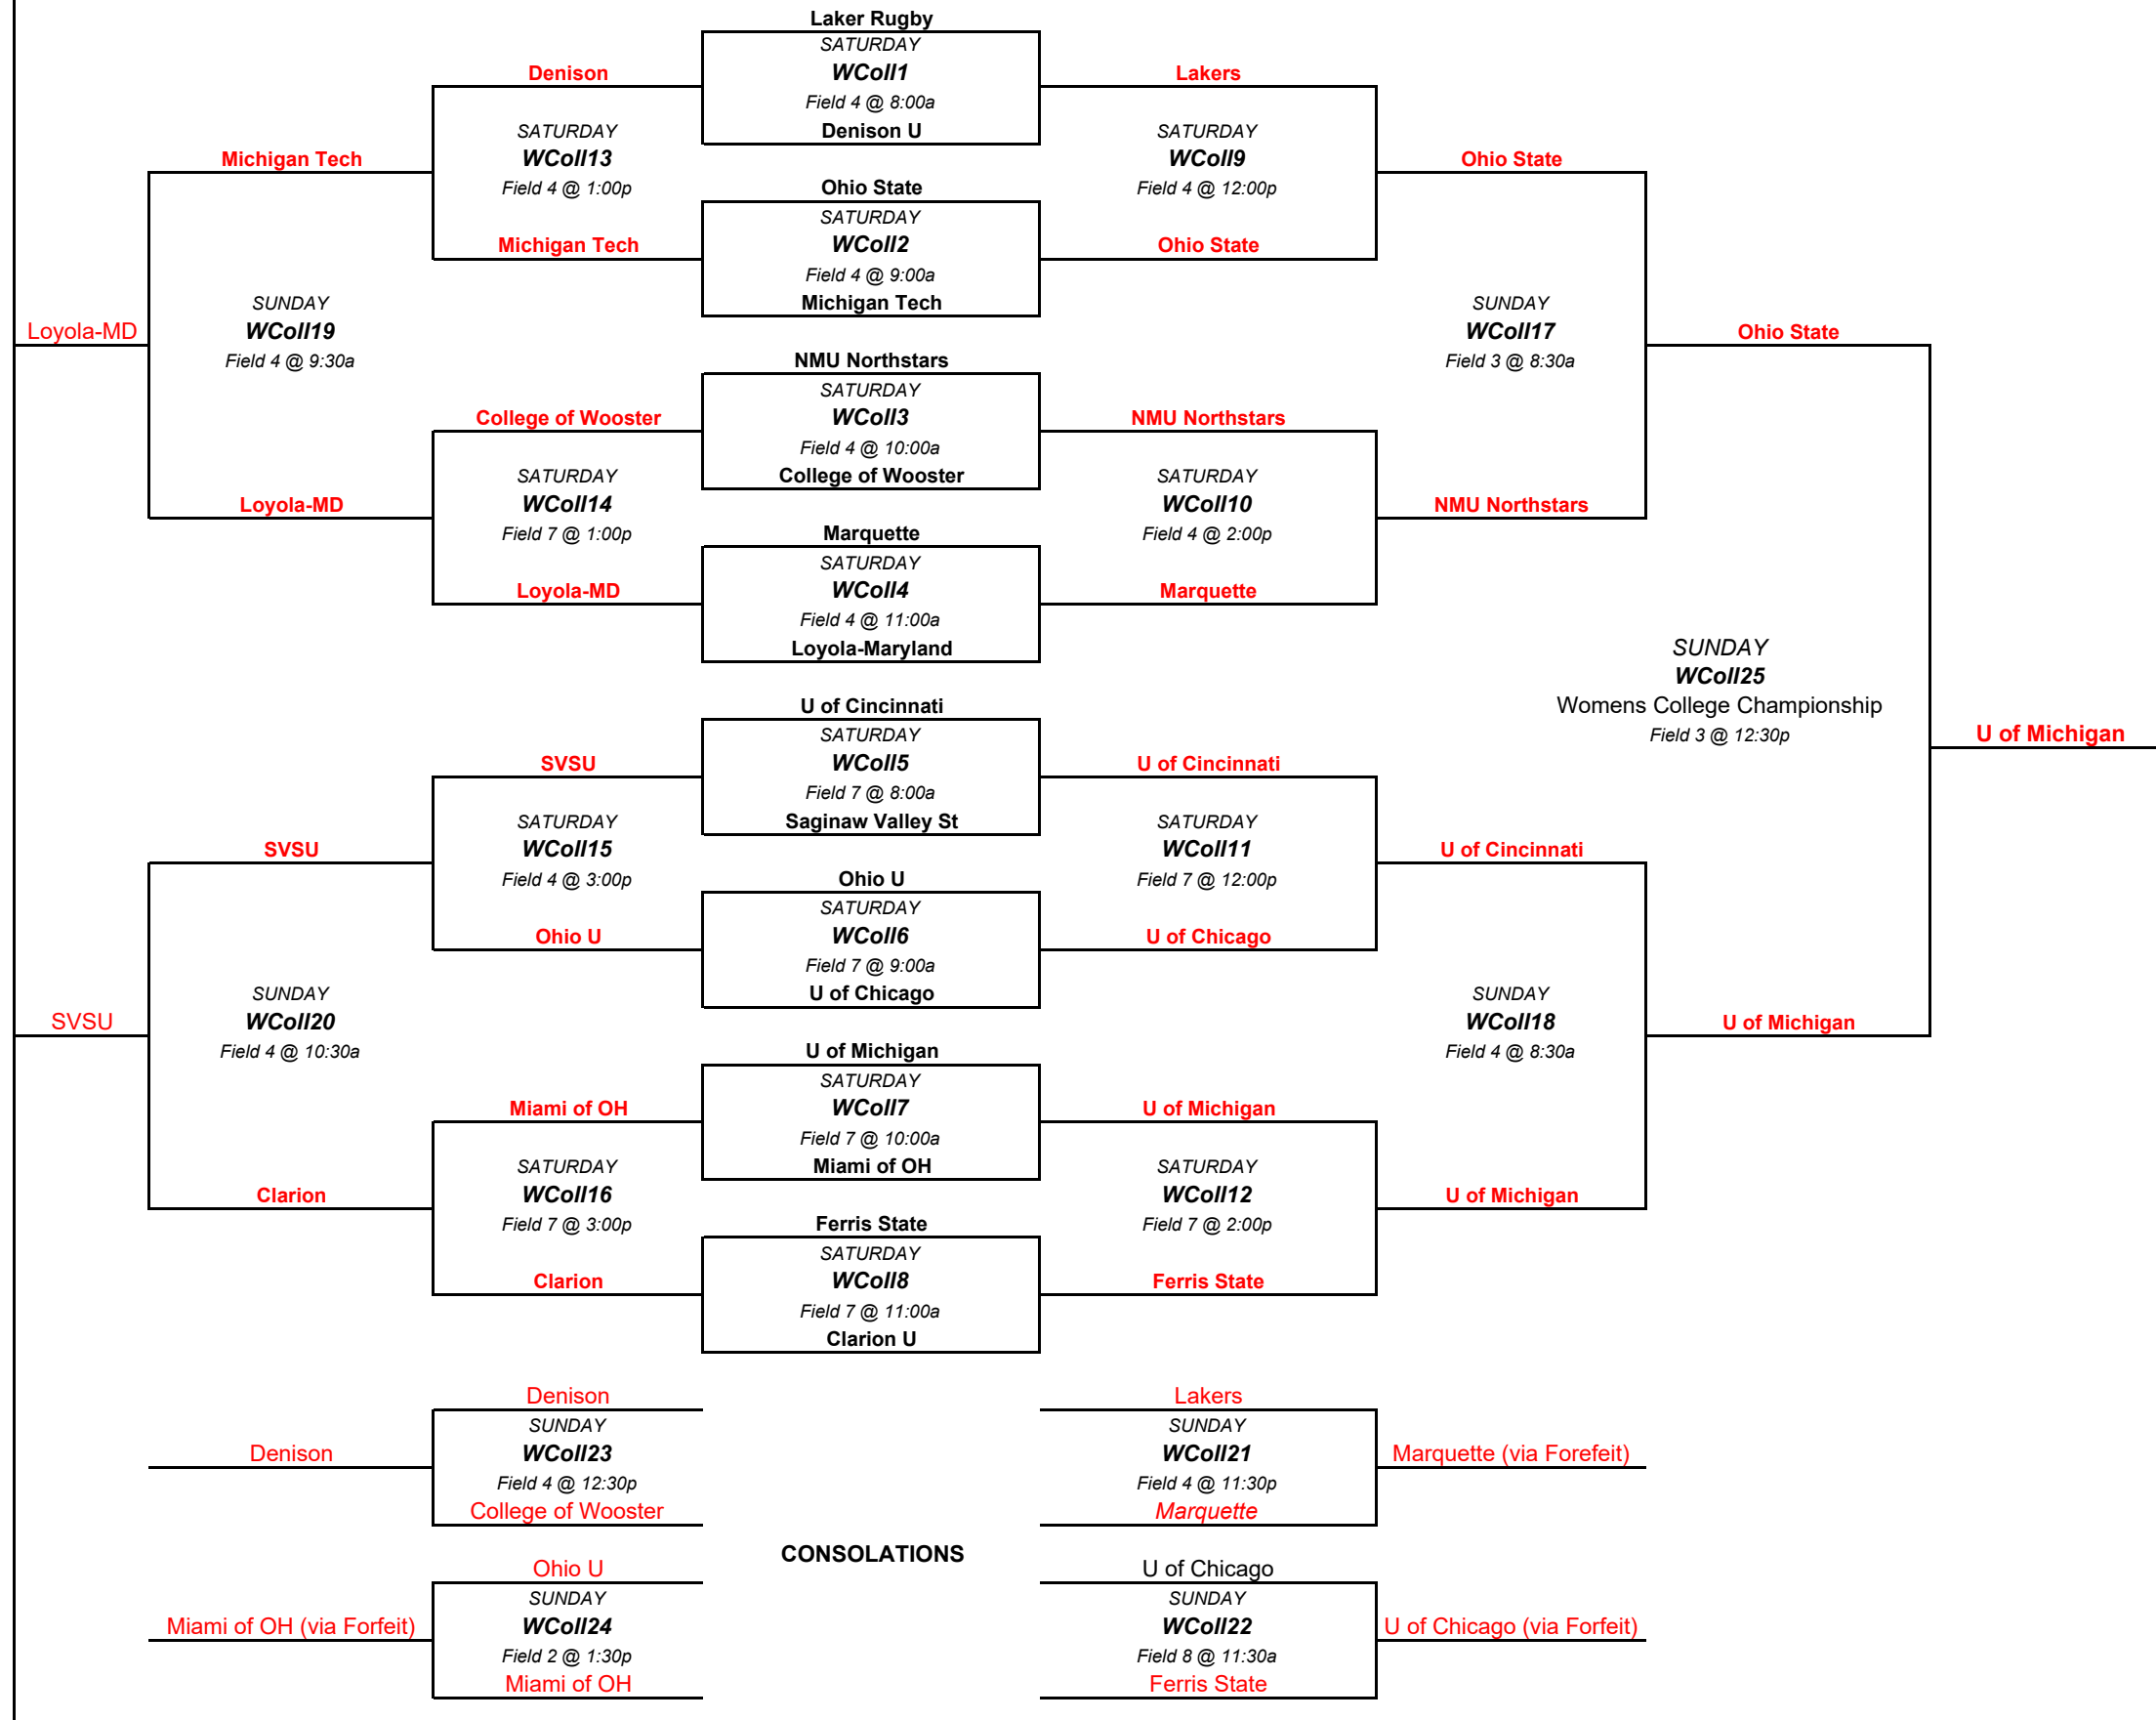 Laker Rugby
SATURDAY
Denison
WColl1
Lakers
Field 4 @ 8:00a
SATURDAY
Denison U
SATURDAY
Michigan Tech
WColl13
WColl9
Ohio State
Field 4 @ 1:00p
Ohio State
Field 4 @ 12:00p
SATURDAY
Michigan Tech
WColl2
Ohio State
Field 4 @ 9:00a
SUNDAY
Michigan Tech
SUNDAY
Loyola-MD
WColl19
WColl17
Ohio State
Field 4 @ 9:30a
NMU Northstars
Field 3 @ 8:30a
SATURDAY
College of Wooster
WColl3
NMU Northstars
Field 4 @ 10:00a
SATURDAY
College of Wooster
SATURDAY
Loyola-MD
WColl14
WColl10
NMU Northstars
Field 7 @ 1:00p
Marquette
Field 4 @ 2:00p
SATURDAY
Loyola-MD
WColl4
Marquette
Field 4 @ 11:00a
Loyola-Maryland
SUNDAY
WColl25
U of Cincinnati
Womens College Championship
SATURDAY
Field 3 @ 12:30p
U of Michigan
SVSU
WColl5
U of Cincinnati
Field 7 @ 8:00a
SATURDAY
Saginaw Valley St
SATURDAY
SVSU
WColl15
WColl11
U of Cincinnati
Field 4 @ 3:00p
Ohio U
Field 7 @ 12:00p
SATURDAY
Ohio U
WColl6
U of Chicago
Field 7 @ 9:00a
SUNDAY
U of Chicago
SUNDAY
SVSU
WColl20
WColl18
U of Michigan
Field 4 @ 10:30a
U of Michigan
Field 4 @ 8:30a
SATURDAY
Miami of OH
WColl7
U of Michigan
Field 7 @ 10:00a
SATURDAY
Miami of OH
SATURDAY
Clarion
WColl16
WColl12
U of Michigan
Field 7 @ 3:00p
Ferris State
Field 7 @ 2:00p
SATURDAY
Clarion
WColl8
Ferris State
Field 7 @ 11:00a
Clarion U
Denison
Lakers
SUNDAY
SUNDAY
Denison
WColl23
WColl21
Marquette (via Forefeit)
Field 4 @ 12:30p
Field 4 @ 11:30p
College of Wooster
Marquette
CONSOLATIONS
Ohio U
U of Chicago
SUNDAY
SUNDAY
Miami of OH (via Forfeit)
WColl24
WColl22
U of Chicago (via Forfeit)
Field 2 @ 1:30p
Field 8 @ 11:30a
Miami of OH
Ferris State